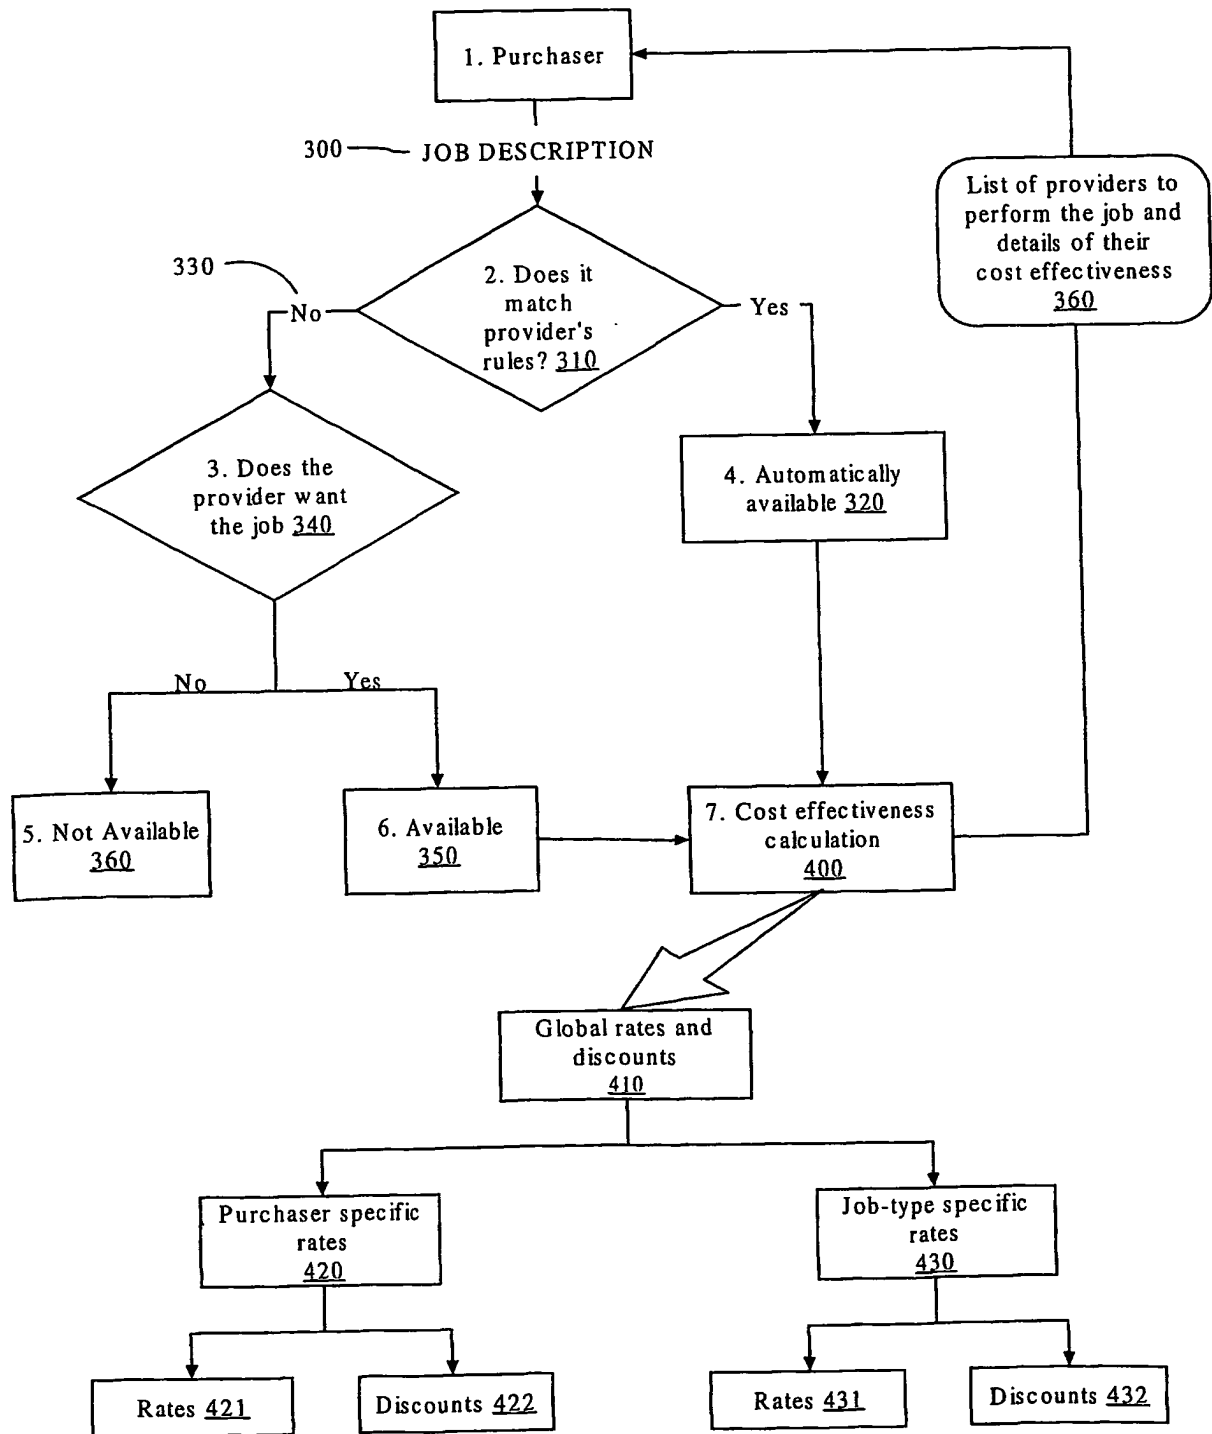 1. Purchaser
300
JOB DESCRIPTION
List of providers to
perform the job and
details of their
cost effectiveness
360
330
No
2. Does it
match
provider's
rules? 310
Yes
3. Does the
provider want
the job 340
4. Automatically
available 320
No
Yes
5. Not Available
360
6. Available
350
7. Cost effectiveness
calculation
400
Global rates and
discounts
410
Purchaser specific
rates
420
Job-type specific
rates
430
Rates 421
Discounts 422
Rates 431
Discounts 432